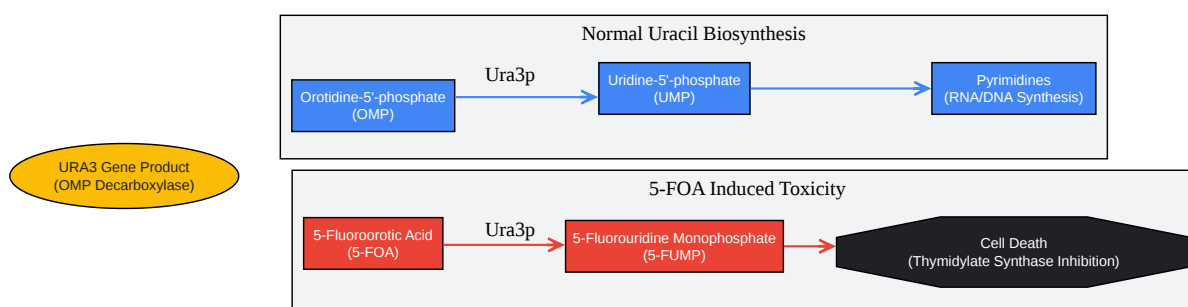 Normal Uracil Biosynthesis
Ura3p
Orotidine-5'-phosphate
(OMP)
Uridine-5'-phosphate
(UMP)
Pyrimidines
(RNA/DNA Synthesis)
URA3 Gene Product
(OMP Decarboxylase)
5-FOA Induced Toxicity
Ura3p
5-Fluoroorotic Acid
(5-FOA)
5-Fluorouridine Monophosphate
(5-FUMP)
Cell Death
(Thymidylate Synthase Inhibition)